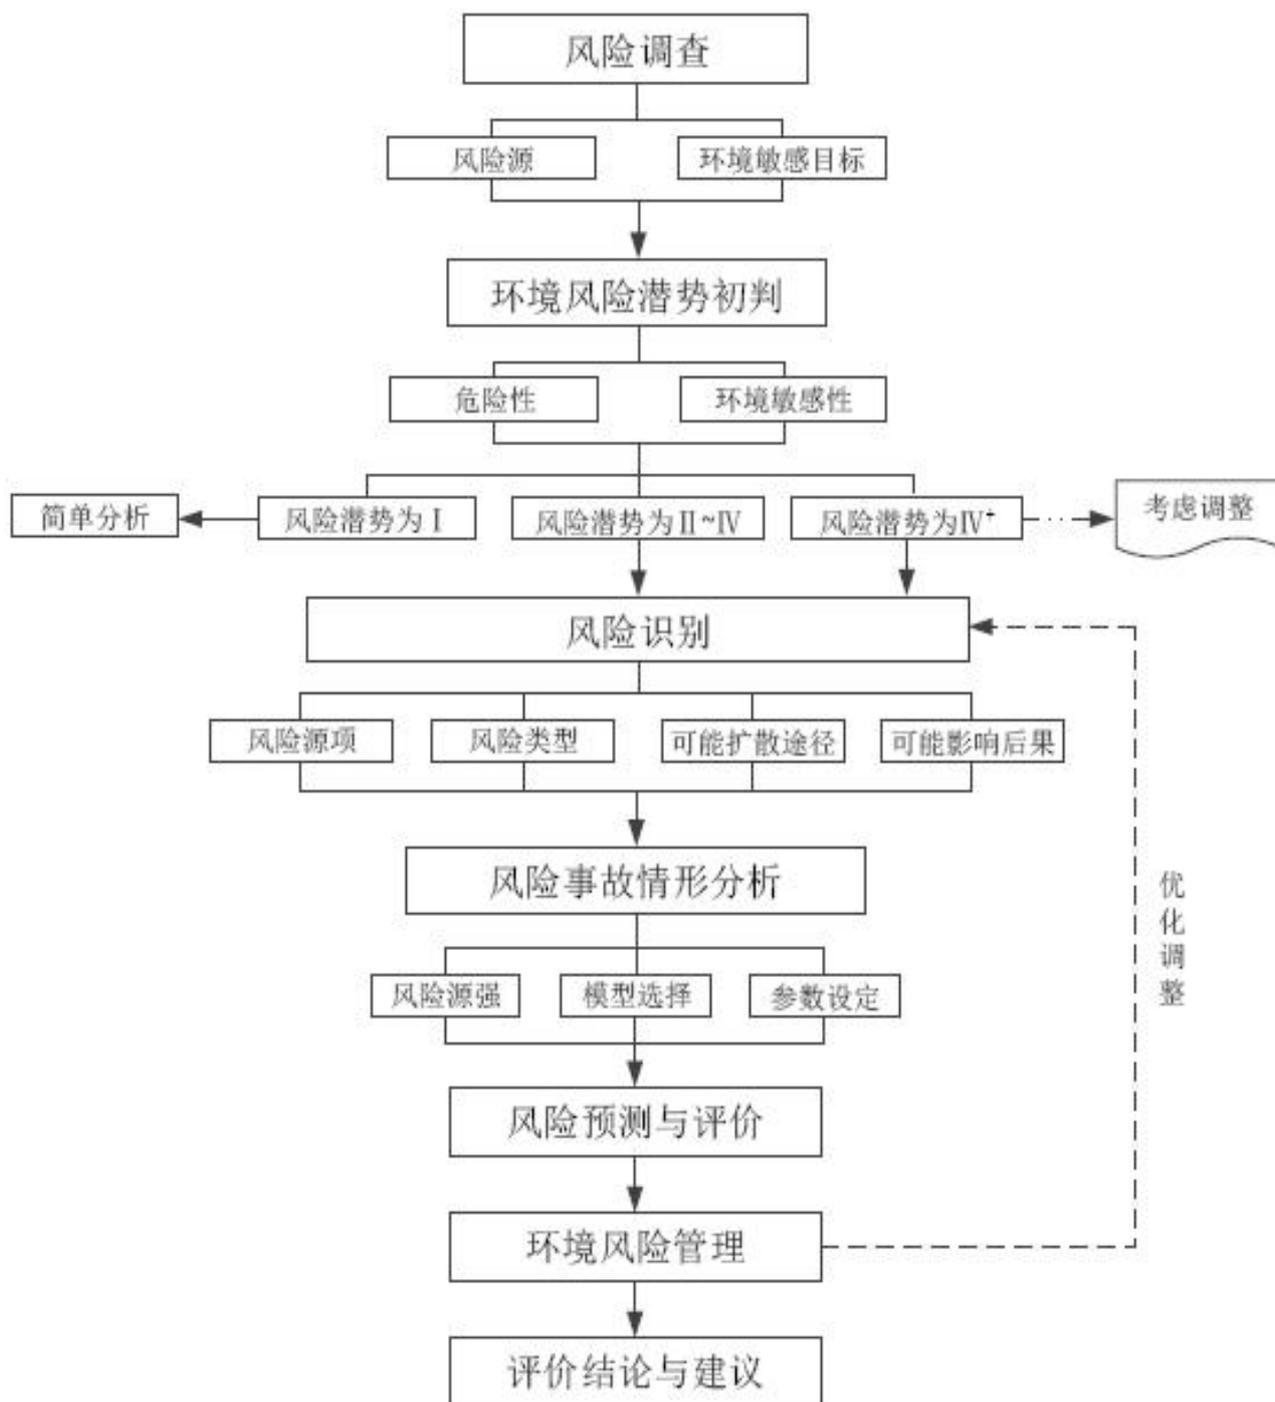 风险调查
风险源
环境敏感目标
环境风险潜势初判
危险性
环境敏感性
简单分析
风险潜势为Ⅰ
风险潜势为Ⅱ~Ⅳ
风险潜势为Ⅳ⁺
考虑调整
风险识别
风险源项
风险类型
可能扩散途径
可能影响后果
风险事故情形分析
优化调整
风险源强
模型选择
参数设定
风险预测与评价
环境风险管理
评价结论与建议